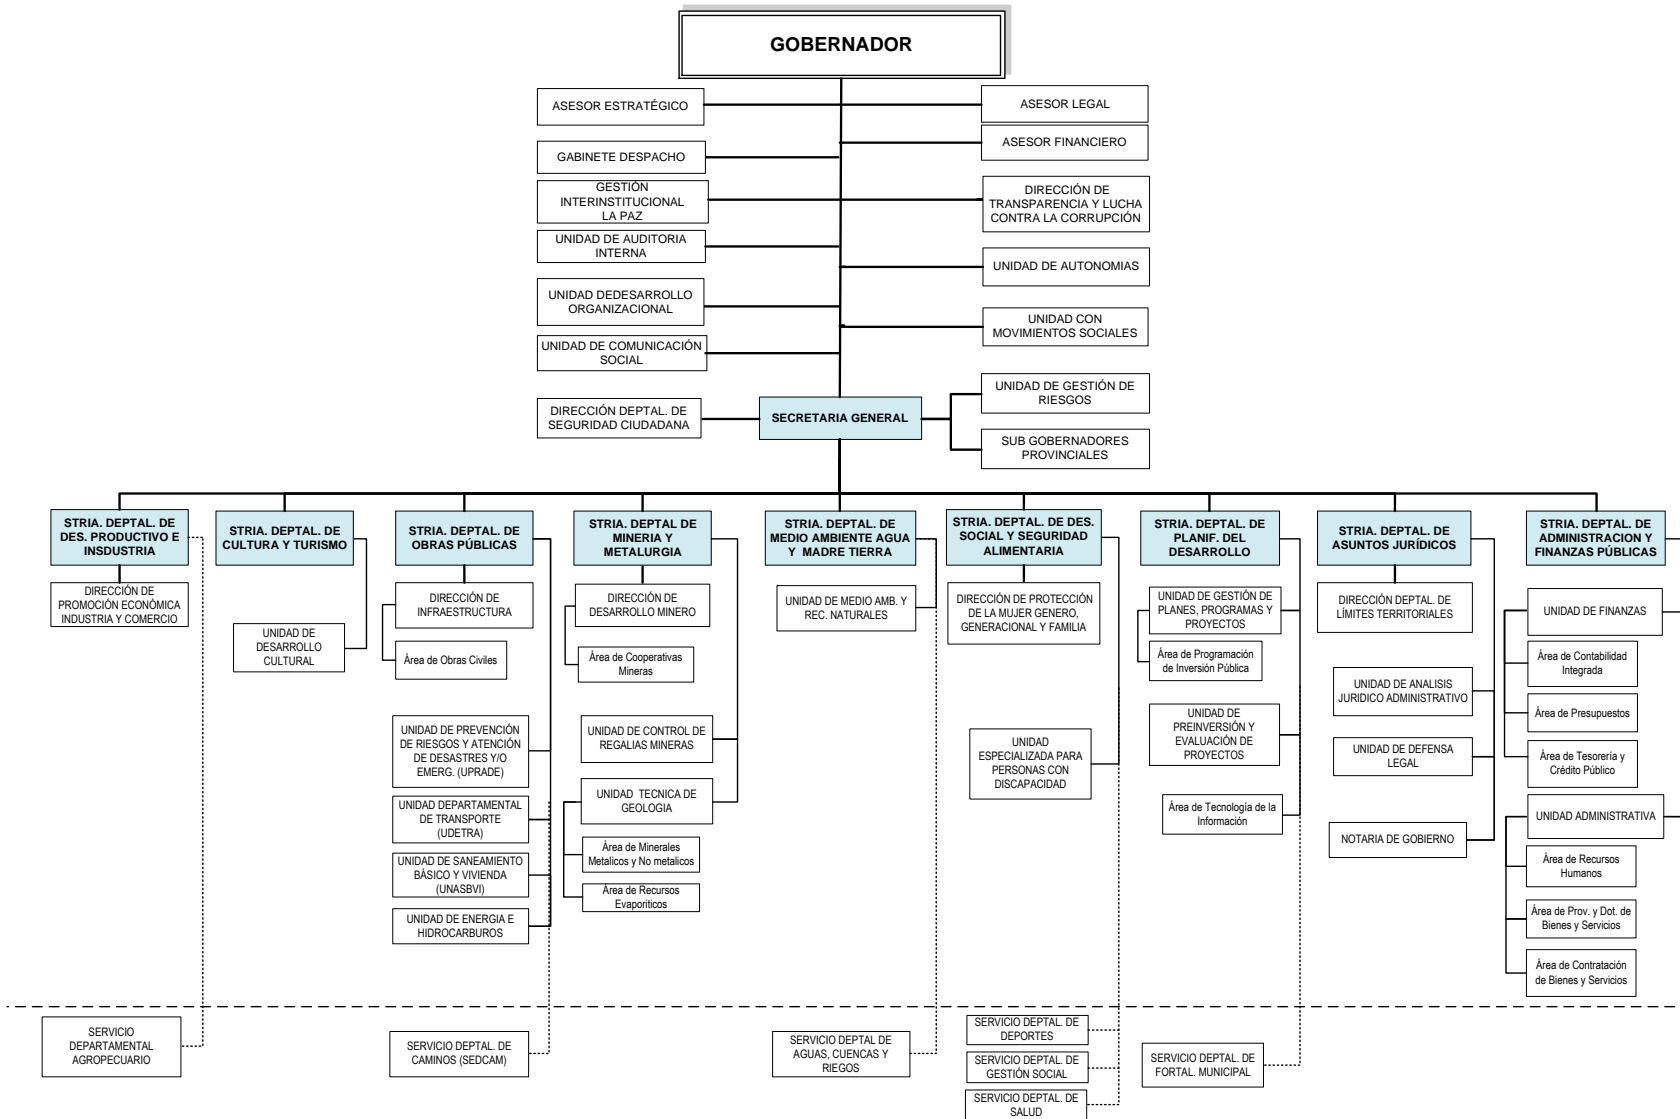 GOBERNADOR
ASESOR ESTRATÉGICO
ASESOR LEGAL
ASESOR FINANCIERO
GABINETE DESPACHO
GESTIÓN
INTERINSTITUCIONAL
LA PAZ
DIRECCIÓN DE
TRANSPARENCIA Y LUCHA
CONTRA LA CORRUPCIÓN
UNIDAD DE AUDITORIA
INTERNA
UNIDAD DE AUTONOMIAS
UNIDAD DEDESARROLLO
ORGANIZACIONAL
UNIDAD CON
MOVIMIENTOS SOCIALES
UNIDAD DE COMUNICACIÓN
SOCIAL
UNIDAD DE GESTIÓN DE
RIESGOS
DIRECCIÓN DEPTAL. DE
SEGURIDAD CIUDADANA
SECRETARIA GENERAL
SUB GOBERNADORES
PROVINCIALES
STRIA. DEPTAL. DE
DES. PRODUCTIVO E
INSDUSTRIA
DIRECCIÓN DE
PROMOCIÓN ECONÓMICA
INDUSTRIA Y COMERCIO
STRIA. DEPTAL. DE
CULTURA Y TURISMO
UNIDAD DE
DESARROLLO
CULTURAL
STRIA. DEPTAL. DE
OBRAS PÚBLICAS
DIRECCIÓN DE
INFRAESTRUCTURA
Área de Obras Civiles
UNIDAD DE PREVENCIÓN
DE RIESGOS Y ATENCIÓN
DE DESASTRES Y/O
EMERG. (UPRADE)
UNIDAD DEPARTAMENTAL
DE TRANSPORTE
(UDETRA)
UNIDAD DE SANEAMIENTO
BÁSICO Y VIVIENDA
(UNASBVI)
UNIDAD DE ENERGIA E
HIDROCARBUROS
STRIA. DEPTAL DE
MINERIA Y
METALURGIA
DIRECCIÓN DE
DESARROLLO MINERO
Área de Cooperativas
Mineras
UNIDAD DE CONTROL DE
REGALIAS MINERAS
UNIDAD TECNICA DE
GEOLOGIA
Área de Minerales
Metalicos y No metalicos
Área de Recursos
Evaporiticos
STRIA. DEPTAL. DE
MEDIO AMBIENTE AGUA
Y MADRE TIERRA
UNIDAD DE MEDIO AMB. Y
REC. NATURALES
STRIA. DEPTAL. DE DES.
SOCIAL Y SEGURIDAD
ALIMENTARIA
DIRECCIÓN DE PROTECCIÓN
DE LA MUJER GENERO,
GENERACIONAL Y FAMILIA
UNIDAD
ESPECIALIZADA PARA
PERSONAS CON
DISCAPACIDAD
STRIA. DEPTAL. DE
PLANIF. DEL
DESARROLLO
UNIDAD DE GESTIÓN DE
PLANES, PROGRAMAS Y
PROYECTOS
Área de Programación
de Inversión Pública
UNIDAD DE
PREINVERSIÓN Y
EVALUACIÓN DE
PROYECTOS
Área de Tecnología de la
Información
STRIA. DEPTAL. DE
ASUNTOS JURÍDICOS
DIRECCIÓN DEPTAL. DE
LÍMITES TERRITORIALES
UNIDAD DE ANALISIS
JURIDICO ADMINISTRATIVO
UNIDAD DE DEFENSA
LEGAL
NOTARIA DE GOBIERNO
STRIA. DEPTAL. DE
ADMINISTRACION Y
FINANZAS PÚBLICAS
UNIDAD DE FINANZAS
Área de Contabilidad
Integrada
Área de Presupuestos
Área de Tesorería y
Crédito Público
UNIDAD ADMINISTRATIVA
Área de Recursos
Humanos
Área de Prov. y Dot. de
Bienes y Servicios
Área de Contratación
de Bienes y Servicios
SERVICIO
DEPARTAMENTAL
AGROPECUARIO
SERVICIO DEPTAL. DE
CAMINOS (SEDCAM)
SERVICIO DEPTAL DE
AGUAS, CUENCAS Y
RIEGOS
SERVICIO DEPTAL. DE
DEPORTES
SERVICIO DEPTAL. DE
GESTIÓN SOCIAL
SERVICIO DEPTAL. DE
SALUD
SERVICIO DEPTAL. DE
FORTAL. MUNICIPAL